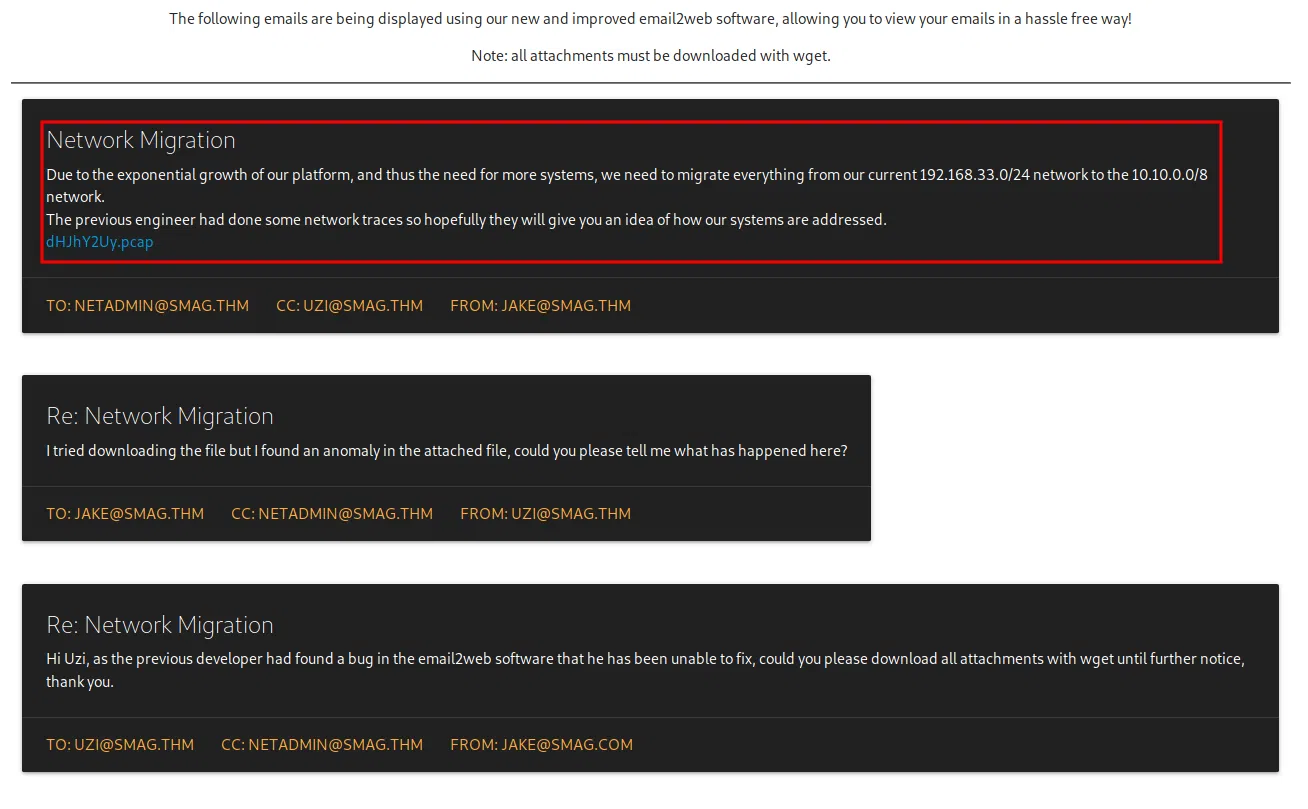 The following emails are being displayed using our new and improved email2web software, allowing you to view your emails in a hassle free way!
Note: all attachments must be downloaded with wget.
Network Migration
Due to the exponential growth of our platform, and thus the need for more systems, we need to migrate everything from our current 192.168.33.0/24 network to the 10.10.0.0/8
network.
The previous engineer had done some network traces so hopefully they will give you an idea of how our systems are addressed.
dHJhY2Uy.pcap
TO: NETADMIN@SMAG.THM CC: UZI@SMAG.THM FROM: JAKE@SMAG.THM
Re: Network Migration
I tried downloading the file but I found an anomaly in the attached file, could you please tell me what has happened here?
TO: JAKE@SMAG.THM CC: NETADMIN@SMAG.THM FROM: UZI@SMAG.THM
Re: Network Migration
Hi Uzi, as the previous developer had found a bug in the email2web software that he has been unable to fix, could you please download all attachments with wget until further notice,
thank you.
TO: UZI@SMAG.THM CC: NETADMIN@SMAG.THM FROM: JAKE@SMAG.COM